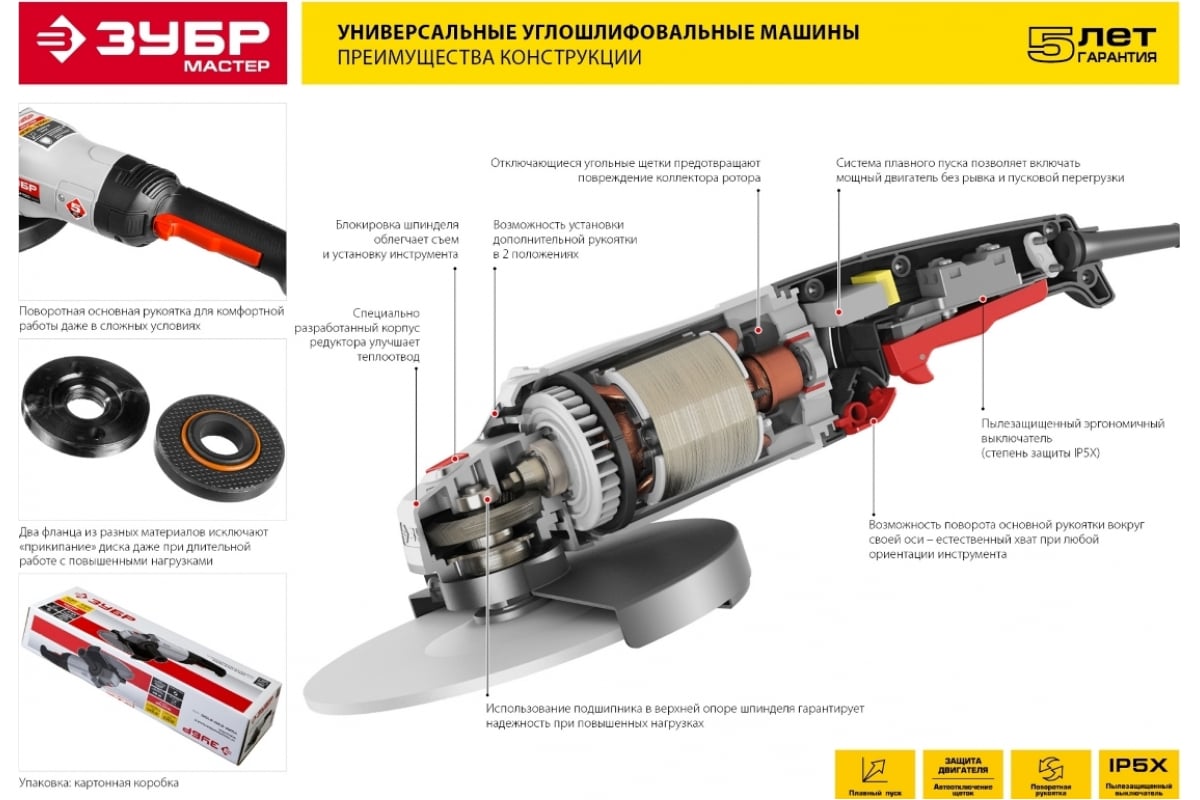 ЗУБР
МАСТЕР
УНИВЕРСАЛЬНЫЕ УГЛОШЛИФОВАЛЬНЫЕ МАШИНЫ
ПРЕИМУЩЕСТВА КОНСТРУКЦИИ
5 ЛЕТ
ГАРАНТИЯ
Поворотная основная рукоятка для комфортной
работы даже в сложных условиях
Два фланца из разных материалов исключают
«прикипание» диска даже при длительной
работе с повышенными нагрузками
ЗУБР
ЗУБР
Упаковка: картонная коробка
Отключающиеся угольные щетки предотвращают
повреждение коллектора ротора
Система плавного пуска позволяет включать
мощный двигатель без рывка и пусковой перегрузки
Блокировка шпинделя
облегчает съем
и установку инструмента
Возможность установки
дополнительной рукоятки
в 2 положениях
Специально
разработанный корпус
редуктора улучшает
теплоотвод
Пылезащищенный эргономичный
выключатель
(степень защиты IP5X)
Возможность поворота основной рукоятки вокруг
своей оси – естественный хват при любой
ориентации инструмента
Использование подшипника в верхней опоре шпинделя гарантирует
надежность при повышенных нагрузках
Плавный пуск
ЗАЩИТА
ДВИГАТЕЛЯ
Автоотключение
щеток
Поворотная
рукоятка
IP5X
Пылезащищенный
выключатель